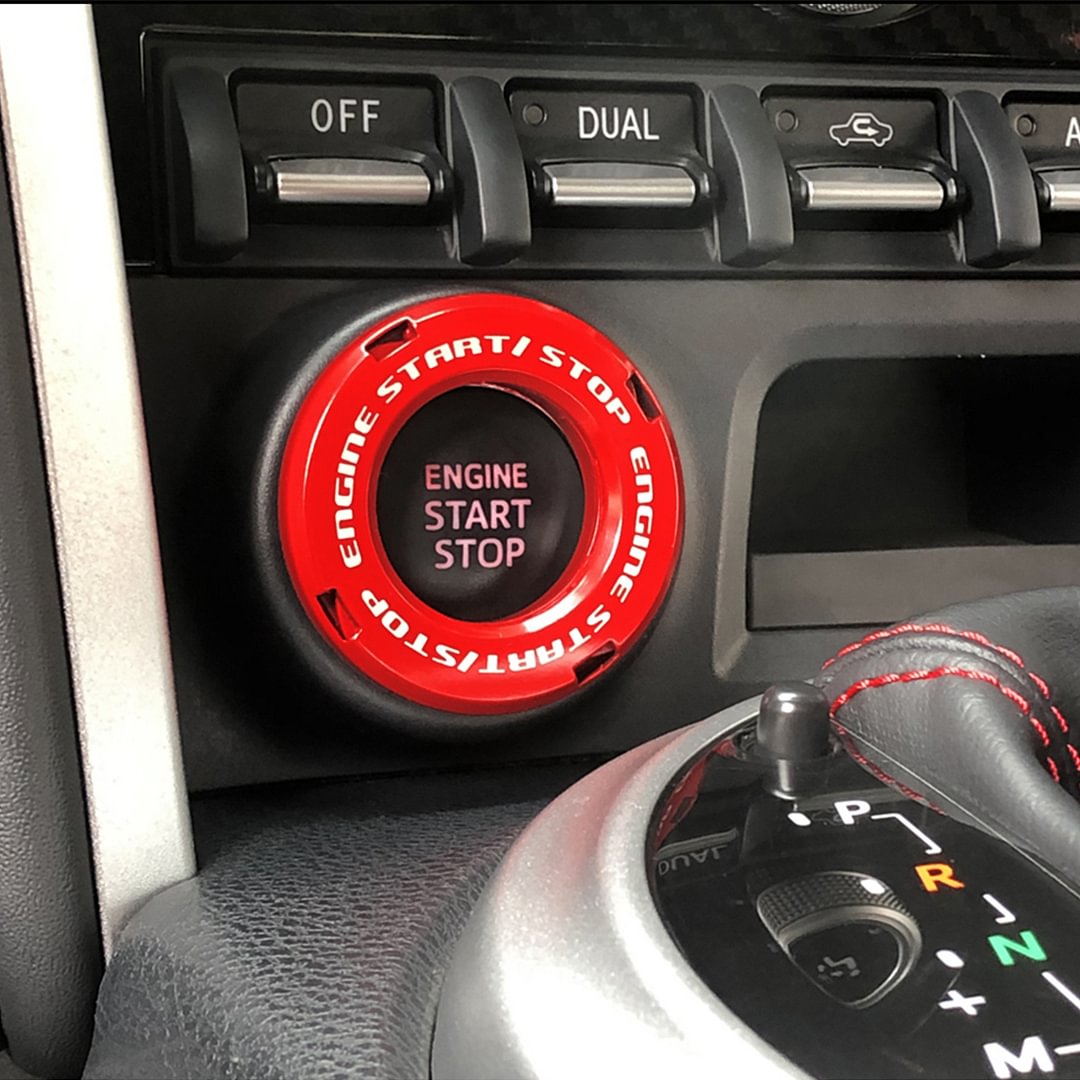 OFF
DUAL
A
ENGINE START/ STOP
ENGINE START/STOP
ENGINE
START
STOP
P
R
N
+
M
DUAL